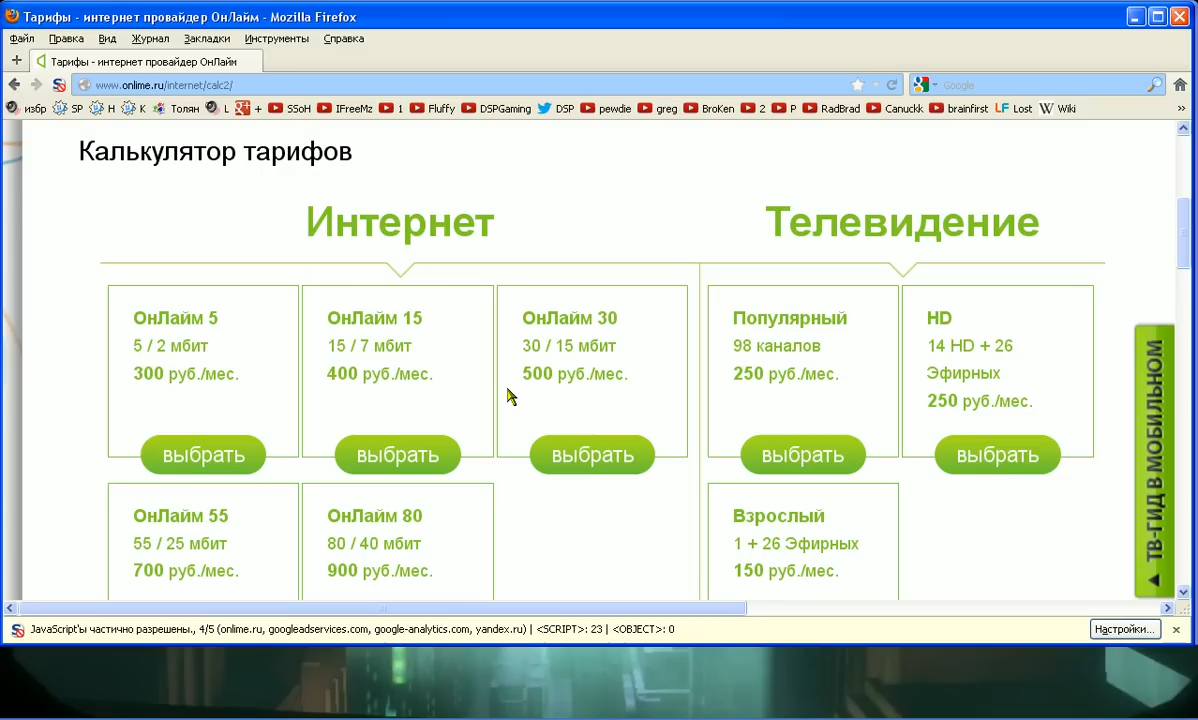 Тарифы - интернет провайдер ОнЛайм - Mozilla Firefox
Файл Правка Вид Журнал Закладки Инструменты Справка
Тарифы - интернет провайдер ОнЛайм
www.onlime.ru/internet/calc2/ Google
избр SP Н К Толян L + SSoH IFreeMz 1 Fluffy DSPGaming DSP pewdie greg BroKen 2 P RadBrad Canuckk brainfirst LF Lost W Wiki
Калькулятор тарифов
Интернет
Телевидение
ОнЛайм 5
5 / 2 мбит
300 руб./мес.
выбрать
ОнЛайм 15
15 / 7 мбит
400 руб./мес.
выбрать
ОнЛайм 30
30 / 15 мбит
500 руб./мес.
выбрать
Популярный
98 каналов
250 руб./мес.
выбрать
HD
14 HD + 26
Эфирных
250 руб./мес.
выбрать
ОнЛайм 55
55 / 25 мбит
700 руб./мес.
ОнЛайм 80
80 / 40 мбит
900 руб./мес.
Взрослый
1 + 26 Эфирных
150 руб./мес.
ТВ-ГИД В МОБИЛЬНОМ
JavaScript'ы частично разрешены., 4/5 (onlime.ru, googleadservices.com, google-analytics.com, yandex.ru) | <SCRIPT>: 23 | <OBJECT>: 0
Настройки...